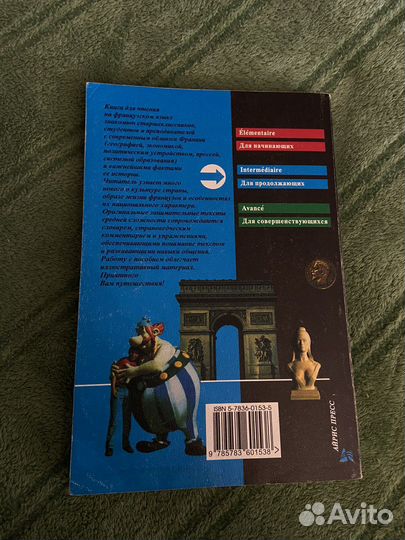 Книга для чтения
на французском языке
знакомит старшеклассников,
студентов и преподавателей
с современным обликом Франции
(географией, экономикой,
политическим устройством, прессой,
системой образования)
и важнейшими фактами
ее истории.
Читатель узнает много
нового о культуре страны,
образе жизни французов и особенностях
их национального характера.
Оригинальные занимательные тексты
средней сложности сопровождаются
словарем, страноведческим
комментарием и упражнениями,
обеспечивающими понимание текстов
и развивающими навыки общения.
Работу с пособием облегчает
иллюстративный материал.
Приятного
Вам путешествия!
Élémentaire
Для начинающих
Intermédiaire
Для продолжающих
Avancé
Для совершенствующихся
ISBN 5-7836-0153-5
9 785783 601538 >
АЙРИС ПРЕСС
Avito